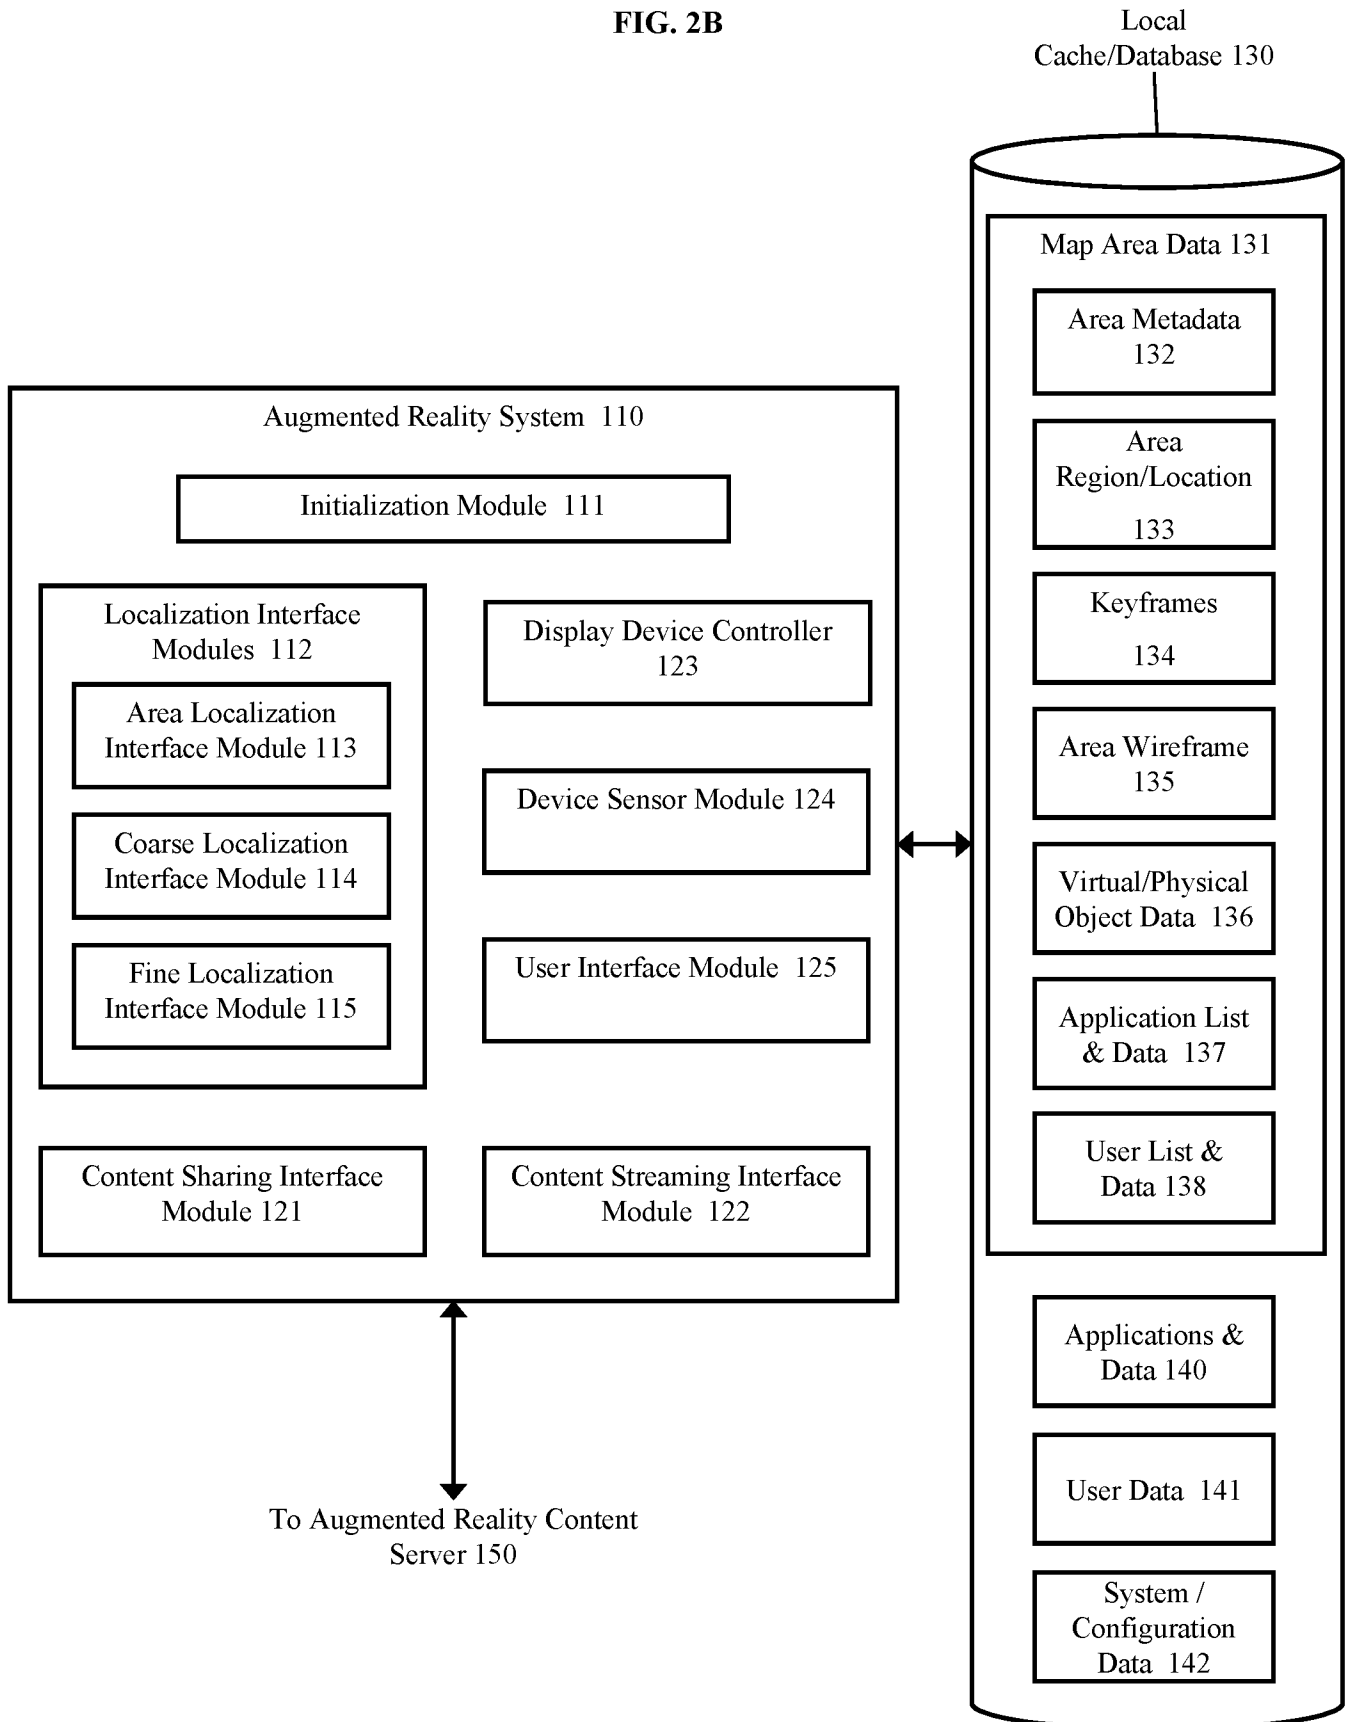 FIG. 2B
Local
Cache/Database 130
Map Area Data 131
Area Metadata
132
Area
Region/Location
133
Keyframes
134
Area Wireframe
135
Virtual/Physical
Object Data 136
Application List
& Data 137
User List &
Data 138
Applications &
Data 140
User Data 141
System /
Configuration
Data 142
Augmented Reality System 110
Initialization Module 111
Localization Interface
Modules 112
Area Localization
Interface Module 113
Coarse Localization
Interface Module 114
Fine Localization
Interface Module 115
Display Device Controller
123
Device Sensor Module 124
User Interface Module 125
Content Sharing Interface
Module 121
Content Streaming Interface
Module 122
To Augmented Reality Content
Server 150